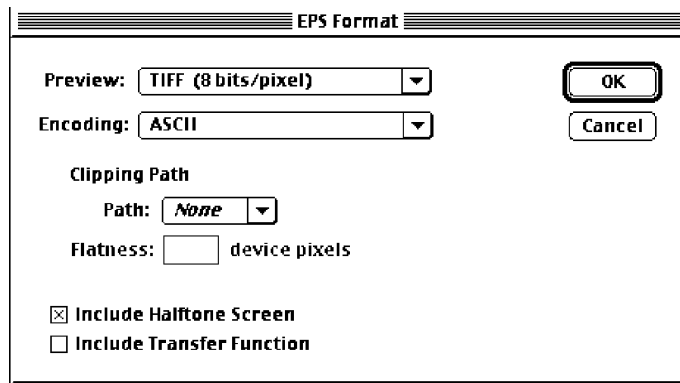 EPS Format
Preview: TIFF (8 bits/pixel) OK
Encoding: ASCII Cancel
Clipping Path
Path: None
Flatness: device pixels
Include Halftone Screen
Include Transfer Function